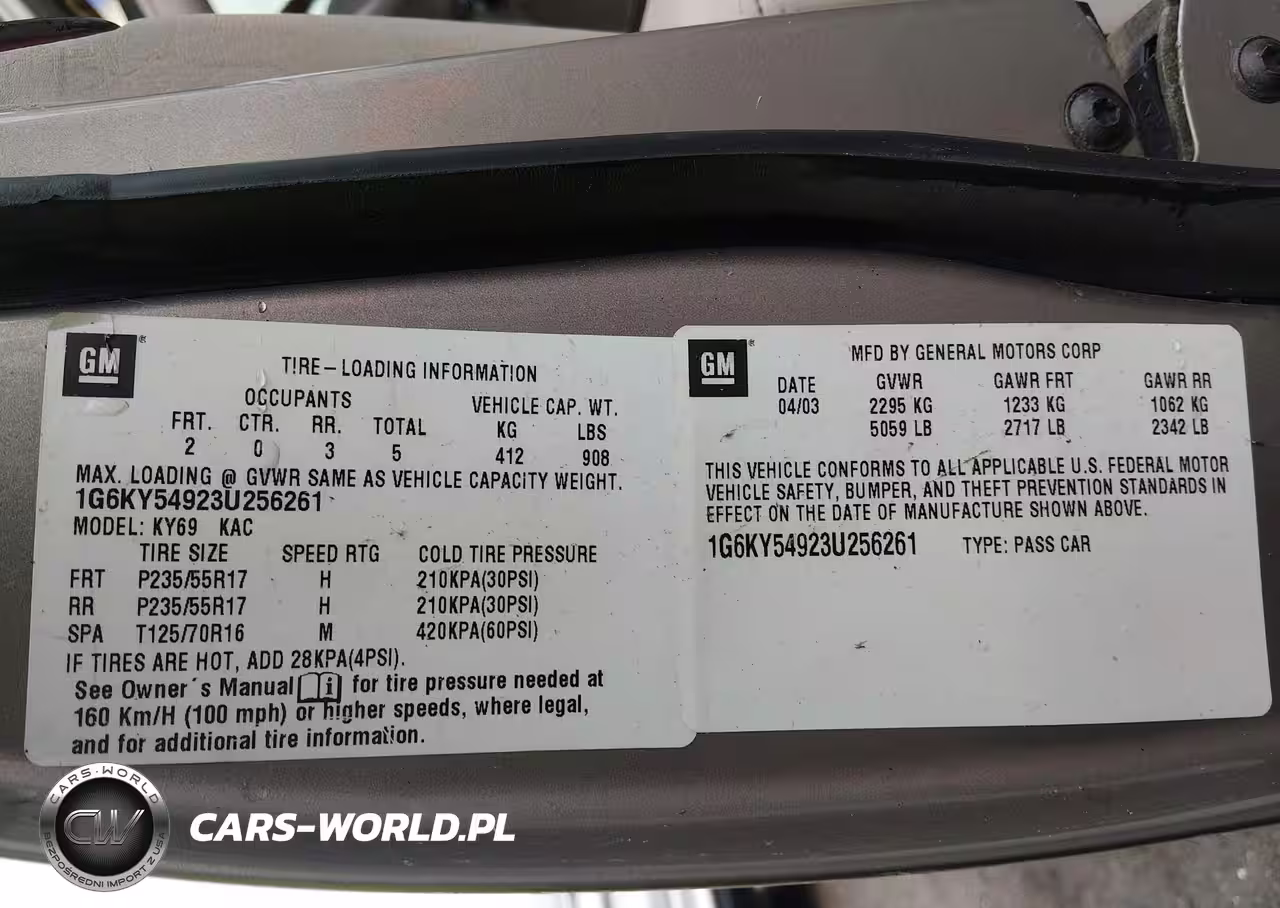 GM
TIRE-LOADING INFORMATION
OCCUPANTS VEHICLE CAP. WT.
FRT. CTR. RR. TOTAL KG LBS
2 0 3 5 412 908
MAX. LOADING @ GVWR SAME AS VEHICLE CAPACITY WEIGHT.
1G6KY54923U256261
MODEL: KY69 KAC
TIRE SIZE SPEED RTG COLD TIRE PRESSURE
FRT P235/55R17 H 210KPA(30PSI)
RR P235/55R17 H 210KPA(30PSI)
SPA T125/70R16 M 420KPA(60PSI)
IF TIRES ARE HOT, ADD 28KPA(4PSI).
See Owner´s Manual i for tire pressure needed at
160 Km/H (100 mph) or higher speeds, where legal,
and for additional tire information.
GM
MFD BY GENERAL MOTORS CORP
DATE GVWR GAWR FRT GAWR RR
04/03 2295 KG 1233 KG 1062 KG
5059 LB 2717 LB 2342 LB
THIS VEHICLE CONFORMS TO ALL APPLICABLE U.S. FEDERAL MOTOR
VEHICLE SAFETY, BUMPER, AND THEFT PREVENTION STANDARDS IN
EFFECT ON THE DATE OF MANUFACTURE SHOWN ABOVE.
1G6KY54923U256261 TYPE: PASS CAR
CARS-WORLD
CW
BEZPOŚREDNI IMPORT Z USA
CARS-WORLD.PL